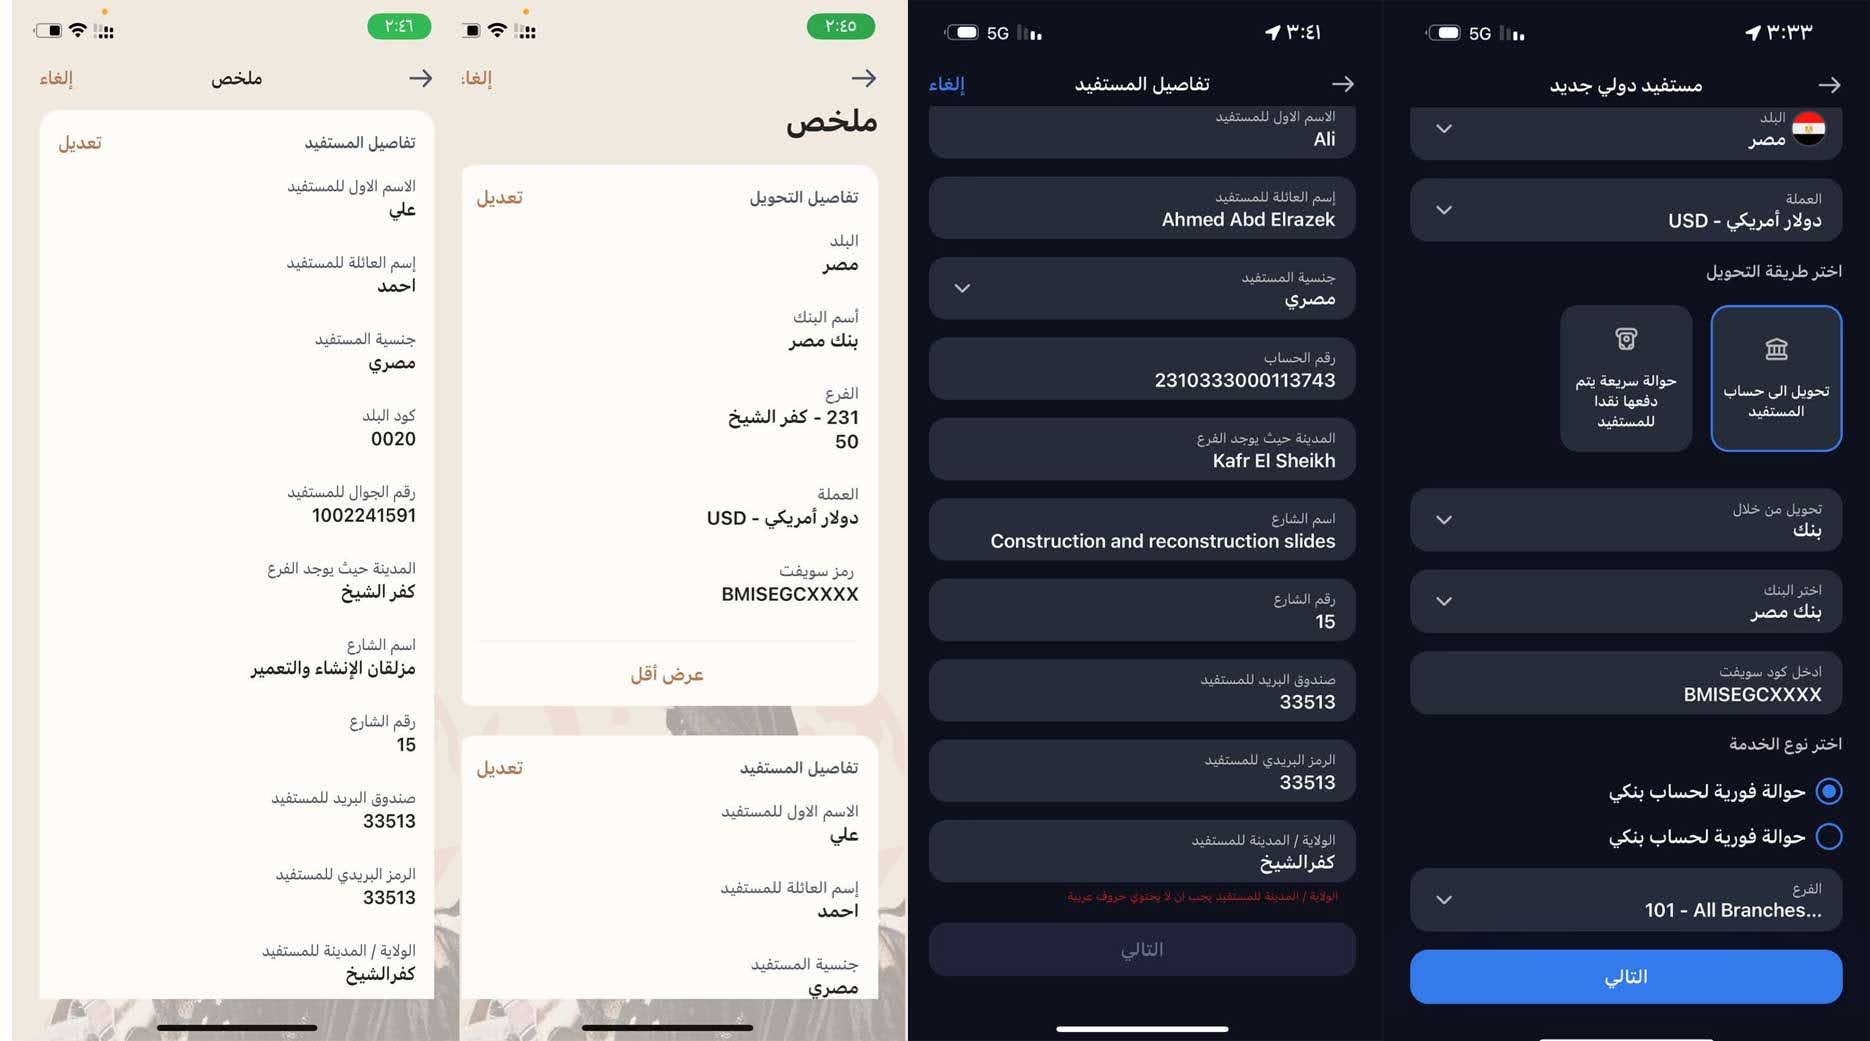 ٣:٣٣
5G
مستفيد دولي جديد
البلد
مصر
العملة
دولار أمريكي - USD
اختر طريقة التحويل
تحويل الى حساب
المستفيد
حوالة سريعة يتم
دفعها نقدا
للمستفيد
تحويل من خلال
بنك
اختر البنك
بنك مصر
ادخل كود سويفت
BMISEGCXXXX
اختر نوع الخدمة
حوالة فورية لحساب بنكي
حوالة فورية لحساب بنكي
الفرع
101 - All Branches...
التالي
٣:٤١
5G
تفاصيل المستفيد
إلغاء
الاسم الاول للمستفيد
Ali
إسم العائلة للمستفيد
Ahmed Abd Elrazek
جنسية المستفيد
مصري
رقم الحساب
2310333000113743
المدينة حيث يوجد الفرع
Kafr El Sheikh
اسم الشارع
Construction and reconstruction slides
رقم الشارع
15
صندوق البريد للمستفيد
33513
الرمز البريدي للمستفيد
33513
الولاية / المدينة للمستفيد
كفرالشيخ
الولاية / المدينة للمستفيد يجب ان لا يحتوي حروف عربية
التالي
٢:٤٥
إلغاء
ملخص
تفاصيل التحويل
تعديل
البلد
مصر
أسم البنك
بنك مصر
الفرع
231 - كفر الشيخ
50
العملة
دولار أمريكي - USD
رمز سويفت
BMISEGCXXXX
عرض أقل
تفاصيل المستفيد
تعديل
الاسم الاول للمستفيد
علي
إسم العائلة للمستفيد
احمد
جنسية المستفيد
مصري
٢:٤٦
ملخص
إلغاء
تفاصيل المستفيد
تعديل
الاسم الاول للمستفيد
علي
إسم العائلة للمستفيد
احمد
جنسية المستفيد
مصري
كود البلد
0020
رقم الجوال للمستفيد
1002241591
المدينة حيث يوجد الفرع
كفر الشيخ
اسم الشارع
مزلقان الإنشاء والتعمير
رقم الشارع
15
صندوق البريد للمستفيد
33513
الرمز البريدي للمستفيد
33513
الولاية / المدينة للمستفيد
كفرالشيخ